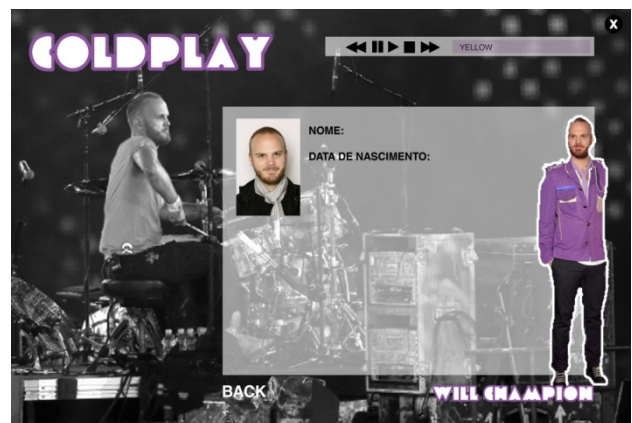 COLDPLAY
YELLOW
X
NOME:
DATA DE NASCIMENTO:
BACK
WILL CHAMPION